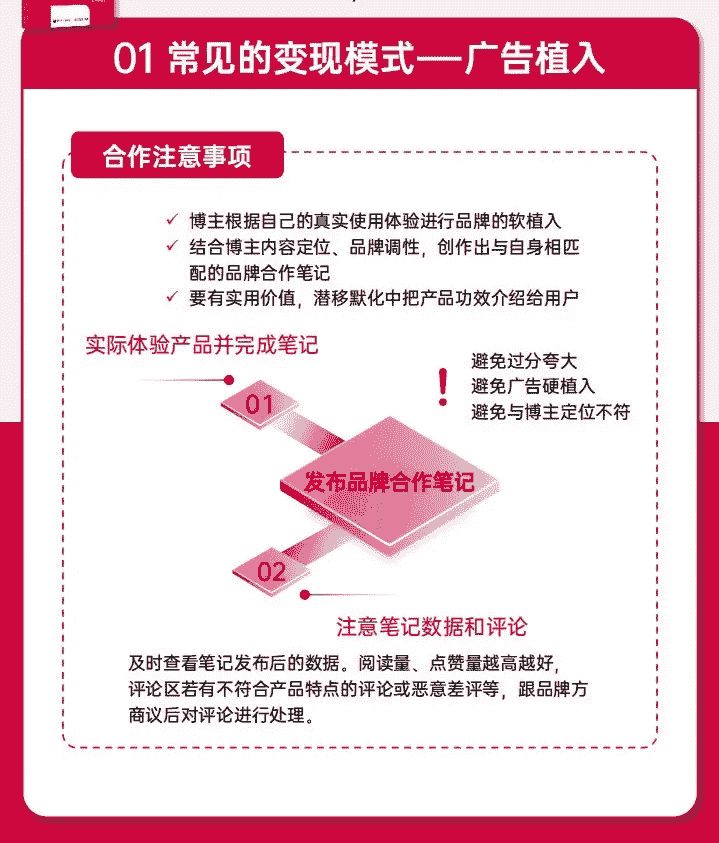 01 常见的变现模式——广告植入
合作注意事项
博主根据自己的真实使用体验进行品牌的软植入
结合博主内容定位、品牌调性，创作出与自身相匹
配的品牌合作笔记
要有实用价值，潜移默化中把产品功效介绍给用户
实际体验产品并完成笔记
避免过分夸大
避免广告硬植入
避免与博主定位不符
!
01
发布品牌合作笔记
02
注意笔记数据和评论
及时查看笔记发布后的数据。阅读量、点赞量越高越好，
评论区若有不符合产品特点的评论或恶意差评等，跟品牌方
商议后对评论进行处理。